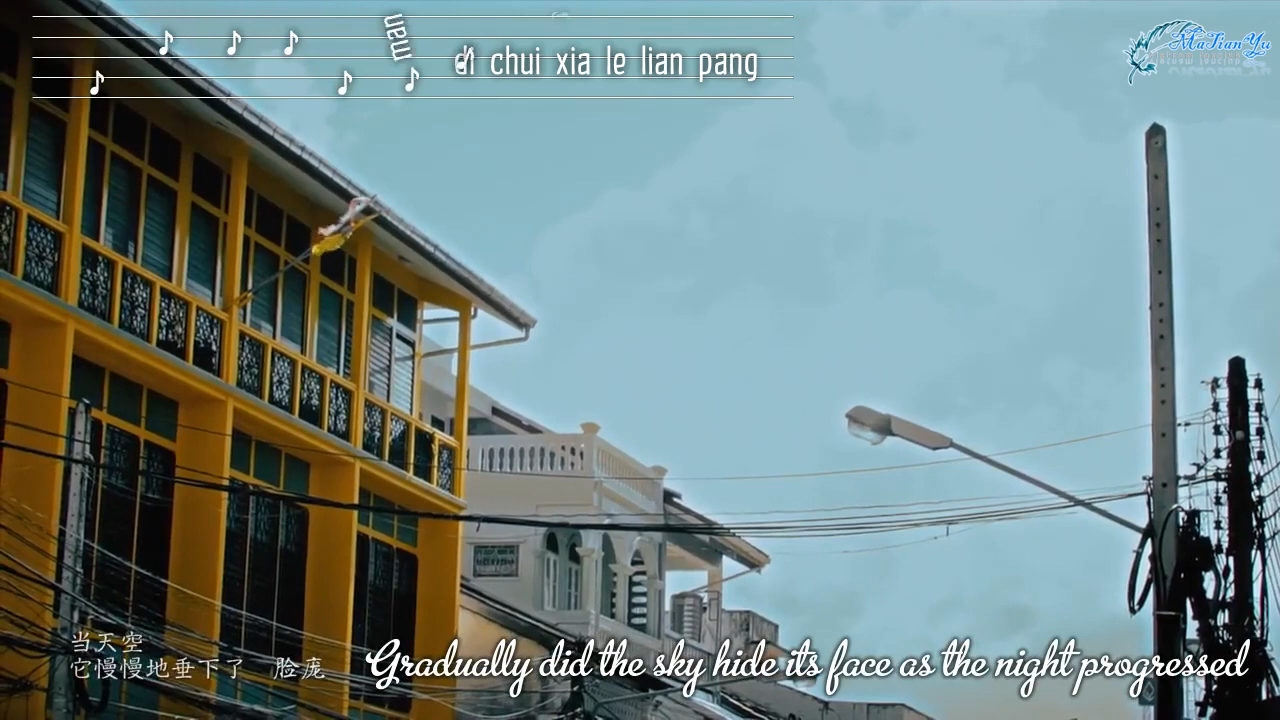 man
di chui xia le lian pang
MaTianYu
当天空
它慢慢地垂下了 脸庞
Gradually did the sky hide its face as the night progressed